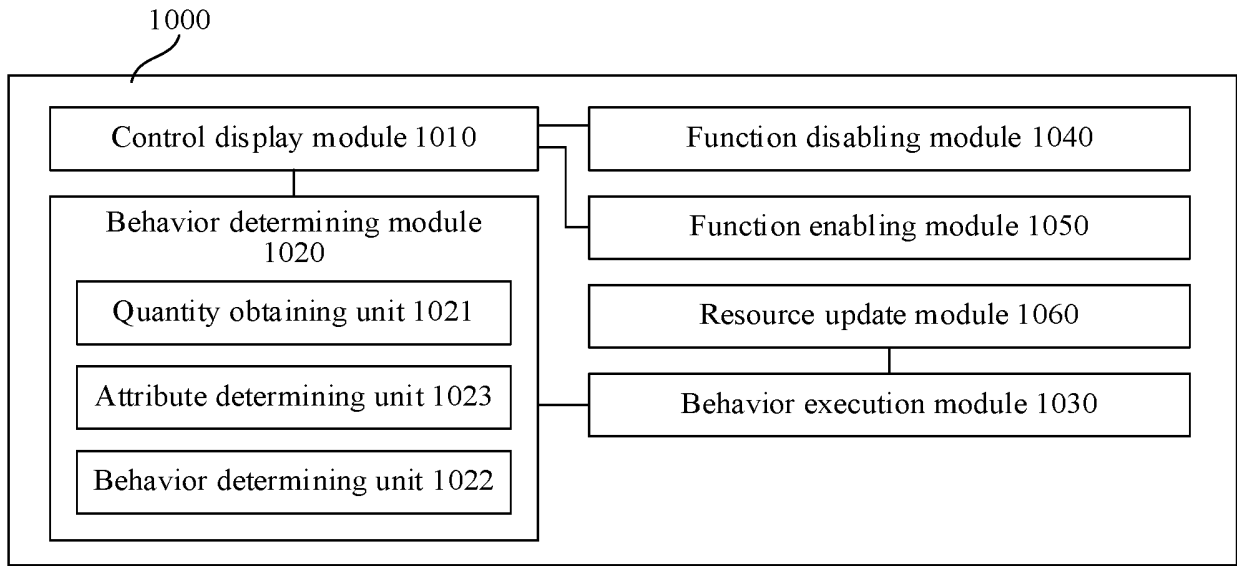 1000
Control display module 1010
Function disabling module 1040
Behavior determining module
1020
Function enabling module 1050
Quantity obtaining unit 1021
Resource update module 1060
Attribute determining unit 1023
Behavior execution module 1030
Behavior determining unit 1022